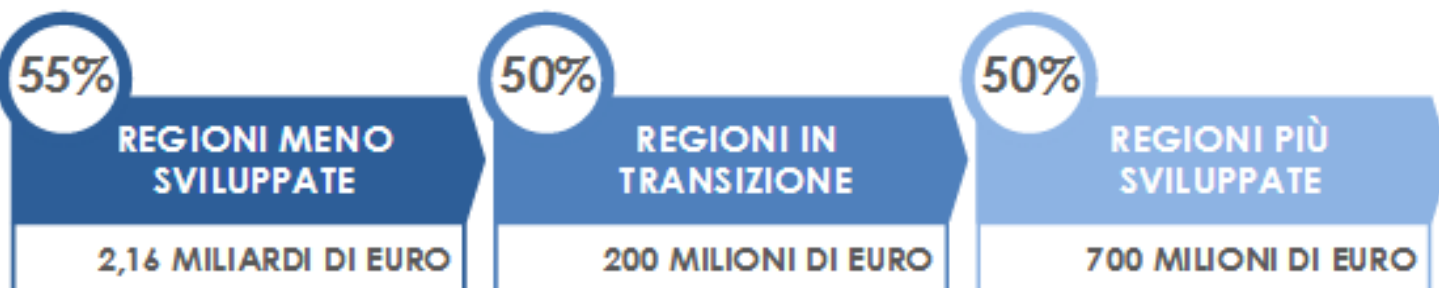 55%
REGIONI MENO
SVILUPPATE
2,16 MILIARDI DI EURO
50%
REGIONI IN
TRANSIZIONE
200 MILIONI DI EURO
50%
REGIONI PIÙ
SVILUPPATE
700 MILIONI DI EURO